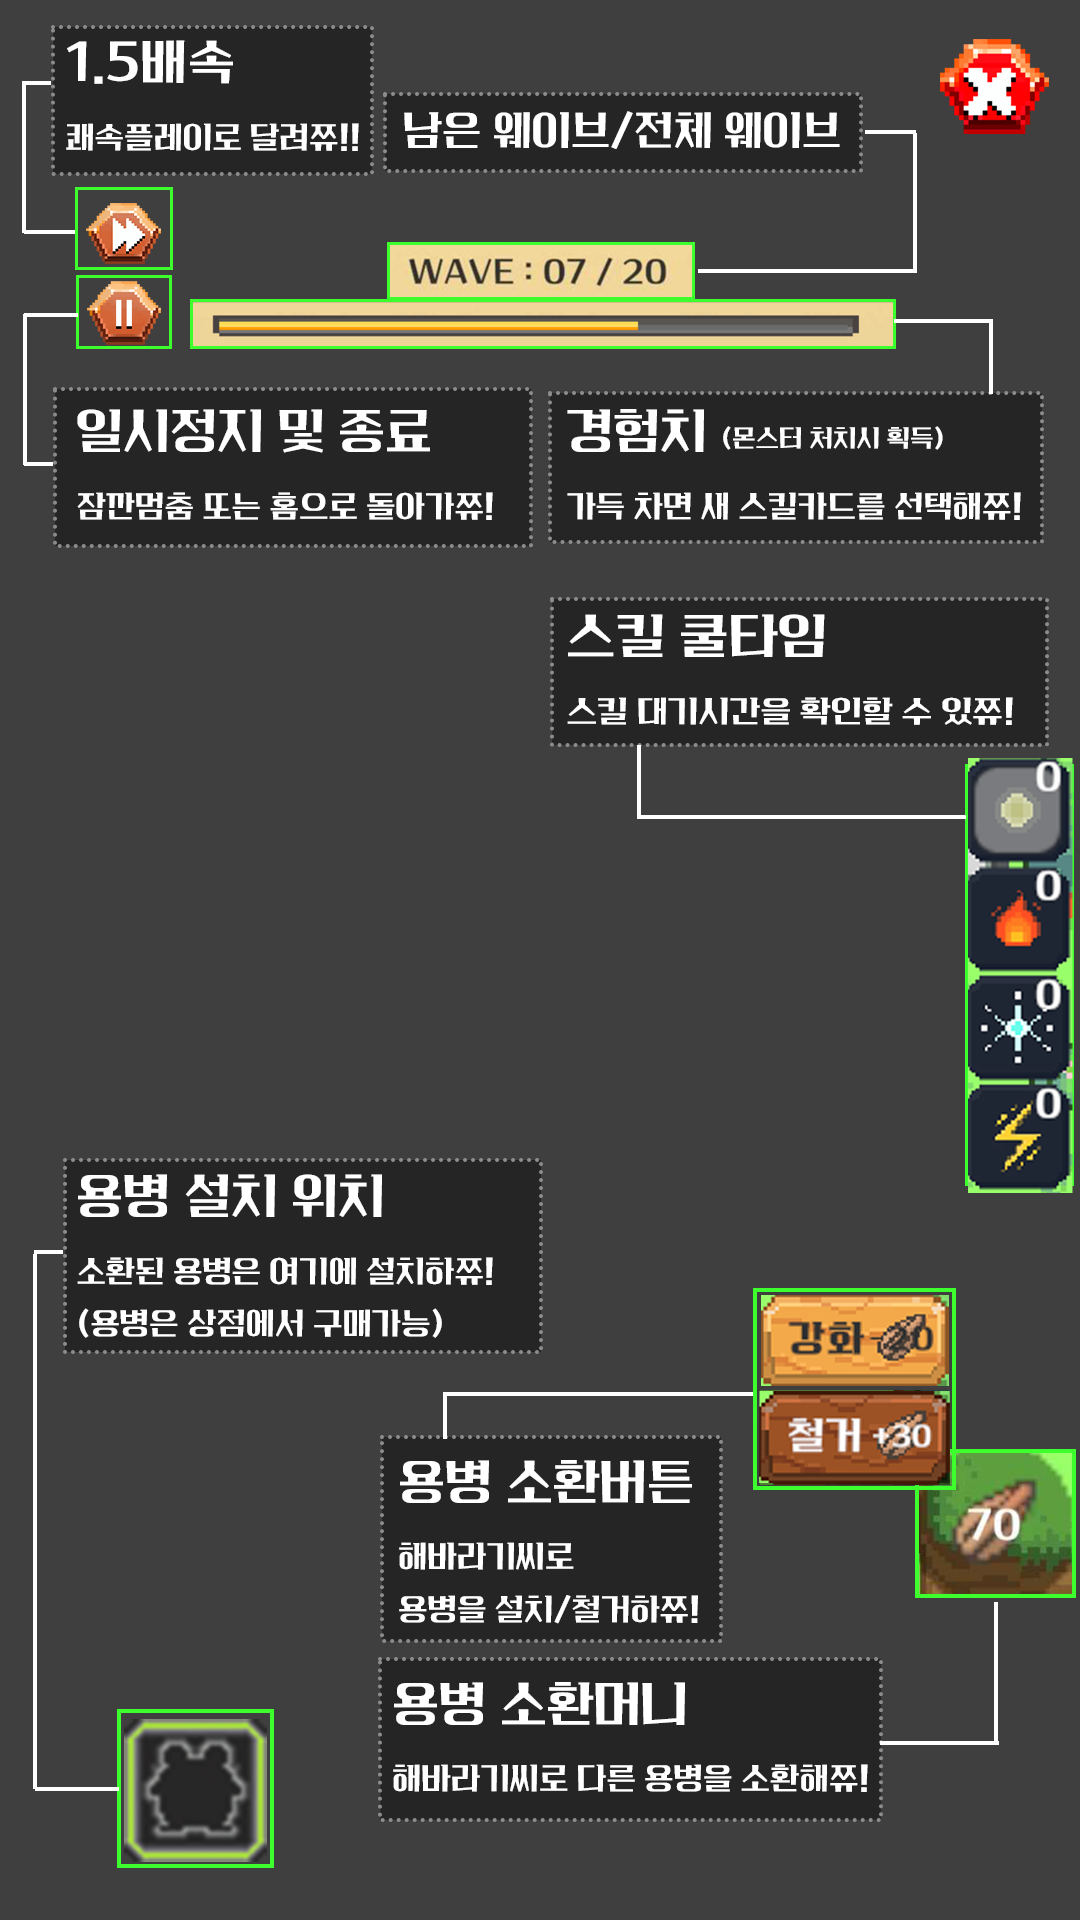 1.5배속
쾌속플레이로 달려쮸!!
남은 웨이브/전체 웨이브
WAVE : 07 / 20
일시정지 및 종료
잠깐멈춤 또는 홈으로 돌아가쮸!
경험치 (몬스터 처치시 획득)
가득 차면 새 스킬카드를 선택해쮸!
스킬 쿨타임
스킬 대기시간을 확인할 수 있쮸!
0
0
0
0
용병 설치 위치
소환된 용병은 여기에 설치하쮸!
(용병은 상점에서 구매가능)
강화
철거 +30
용병 소환버튼
해바라기씨로
용병을 설치/철거하쮸!
70
용병 소환머니
해바라기씨로 다른 용병을 소환해쮸!